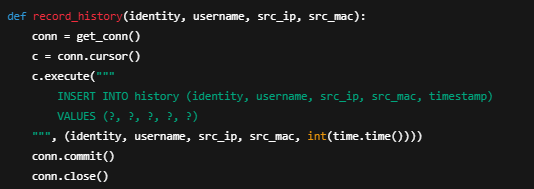 def record_history(identity, username, src_ip, src_mac):
    conn = get_conn()
    c = conn.cursor()
    c.execute("""
        INSERT INTO history (identity, username, src_ip, src_mac, timestamp)
        VALUES (?, ?, ?, ?, ?)
    """, (identity, username, src_ip, src_mac, int(time.time())))
    conn.commit()
    conn.close()